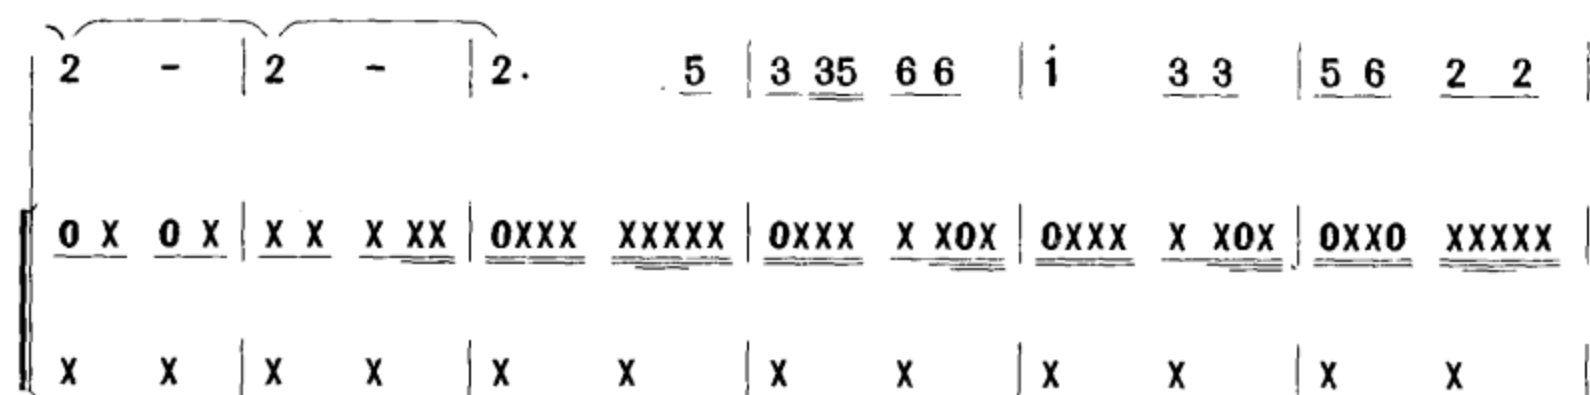 2 - | 2 - | 2. 5 | 3 35 6 6 | i 3 3 | 5 6 2 2 |
0 X 0 X | X X X XX | 0XXX XXXXX | 0XXX X X0X | 0XXX X X0X | 0XX0 XXXXX |
X X | X X | X X | X X | X X | X X |